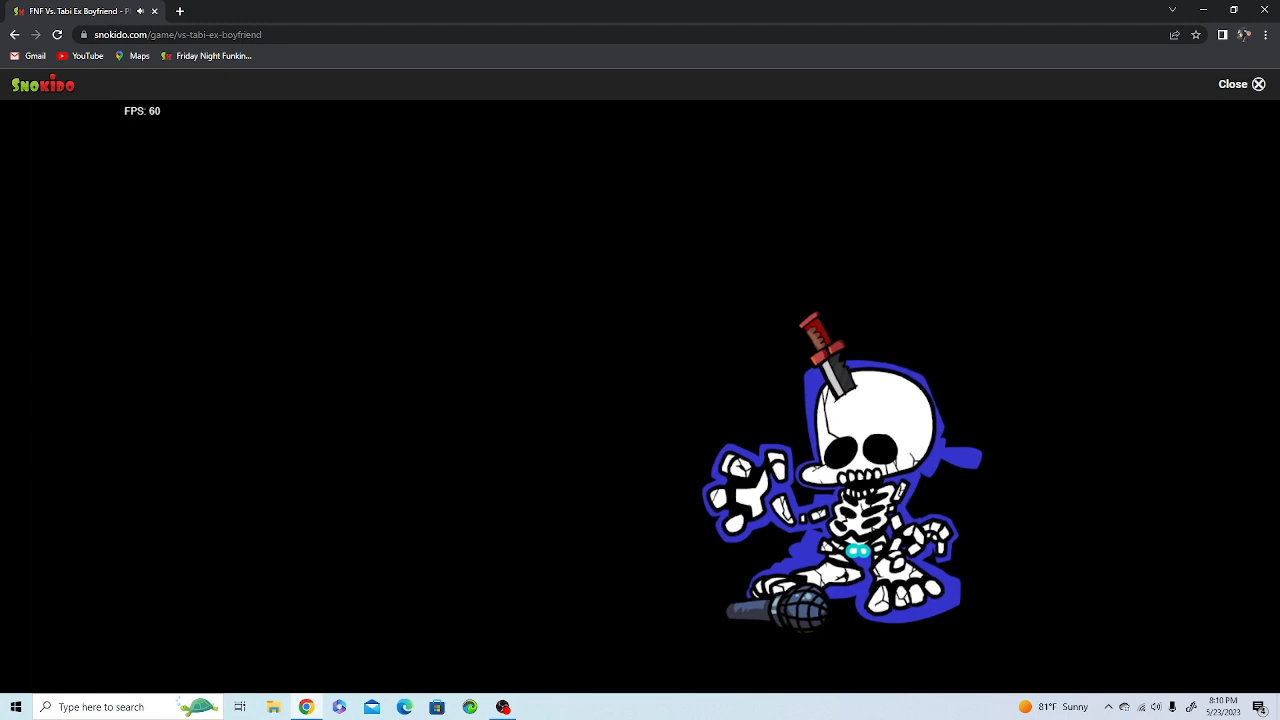 FNF Vs. Tabi Ex Boyfriend - Pl
snokido.com/game/vs-tabi-ex-boyfriend
Gmail YouTube Maps Friday Night Funkin...
SNOKIDO Close
FPS: 60
Type here to search 81°F Sunny 8:10 PM
5/23/2023